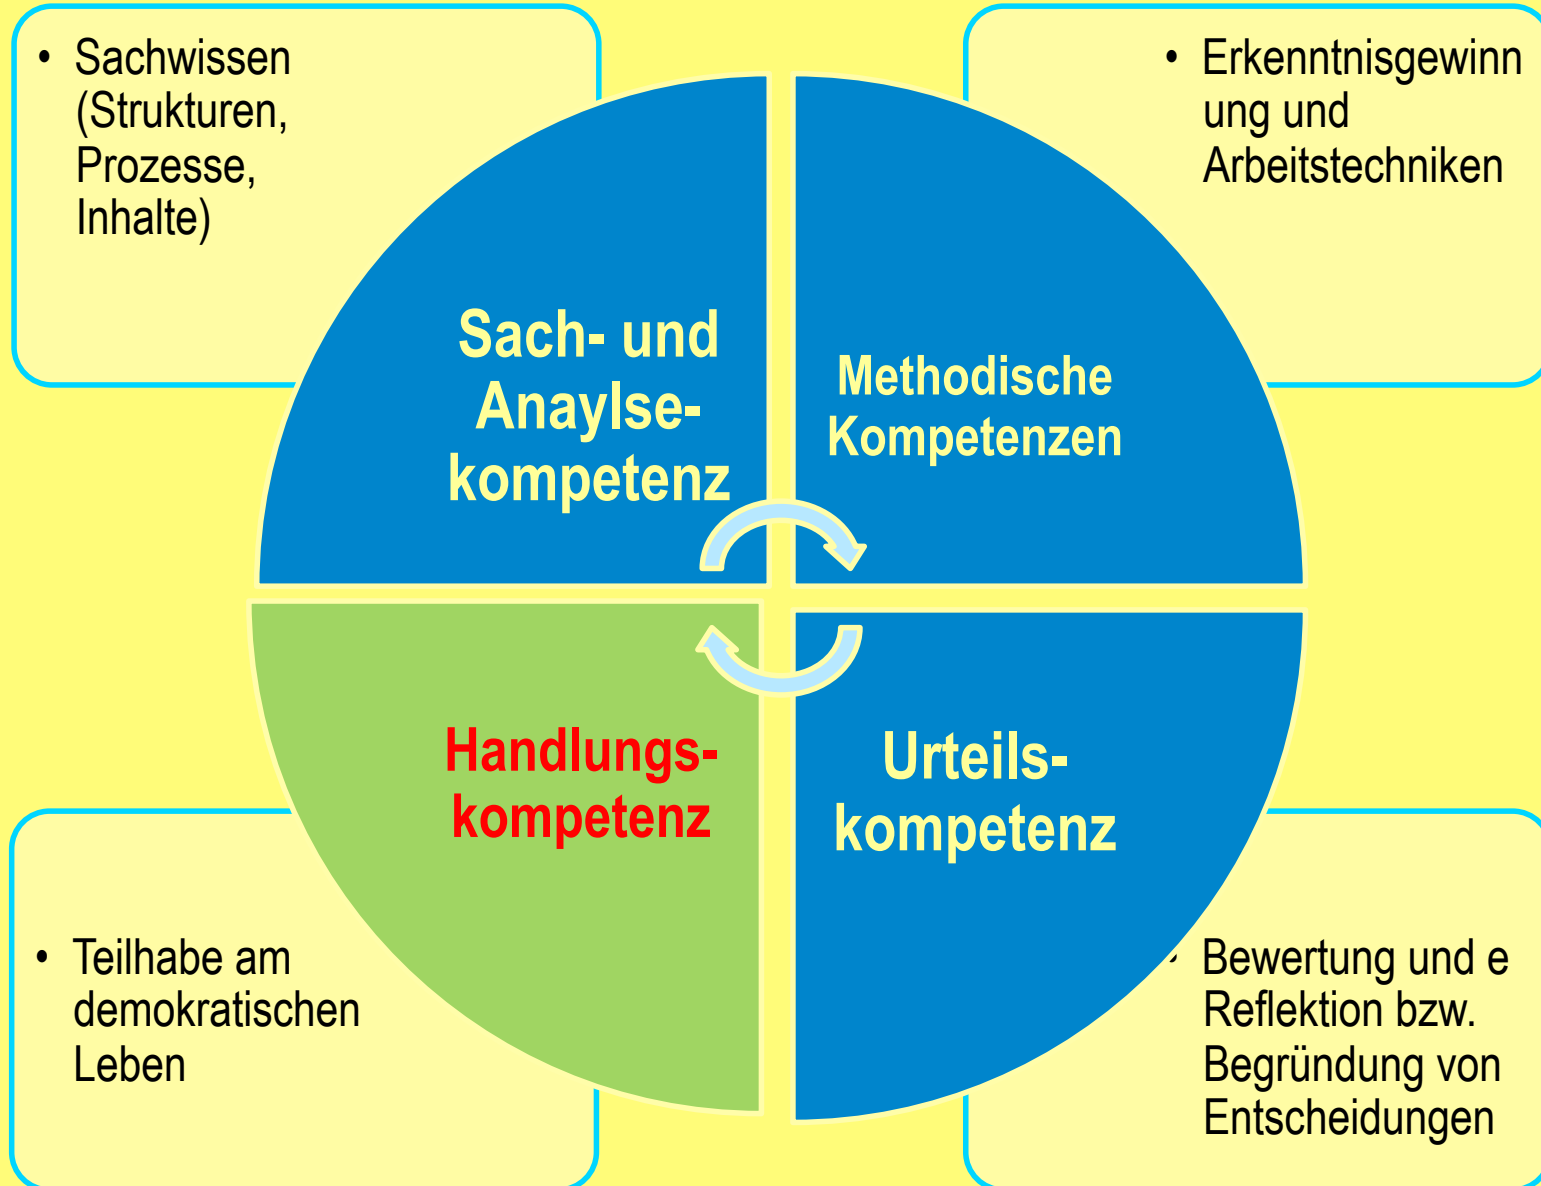 • Sachwissen
(Strukturen,
Prozesse,
Inhalte)
• Erkenntnisgewinn
ung und
Arbeitstechniken
Sach- und
Anaylse-
kompetenz
Methodische
Kompetenzen
Handlungs-
kompetenz
Urteils-
kompetenz
• Teilhabe am
demokratischen
Leben
• Bewertung und e
Reflektion bzw.
Begründung von
Entscheidungen